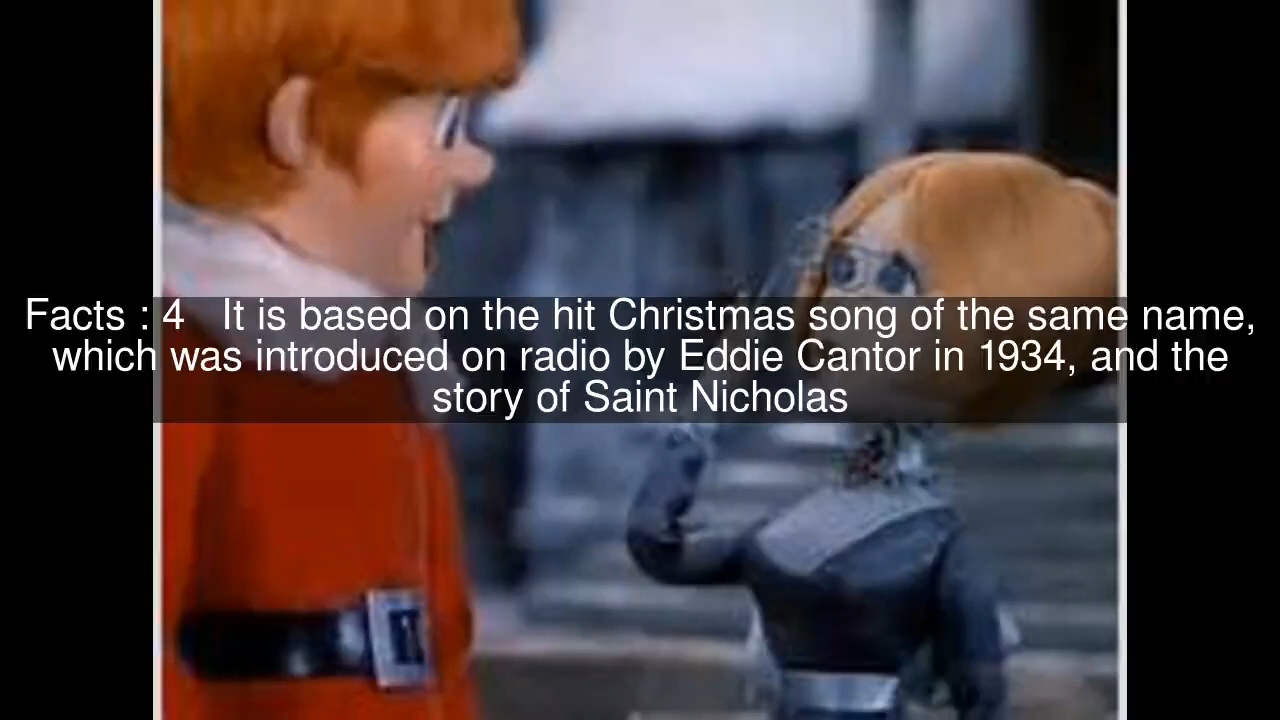 Facts : 4   It is based on the hit Christmas song of the same name,
which was introduced on radio by Eddie Cantor in 1934, and the
story of Saint Nicholas